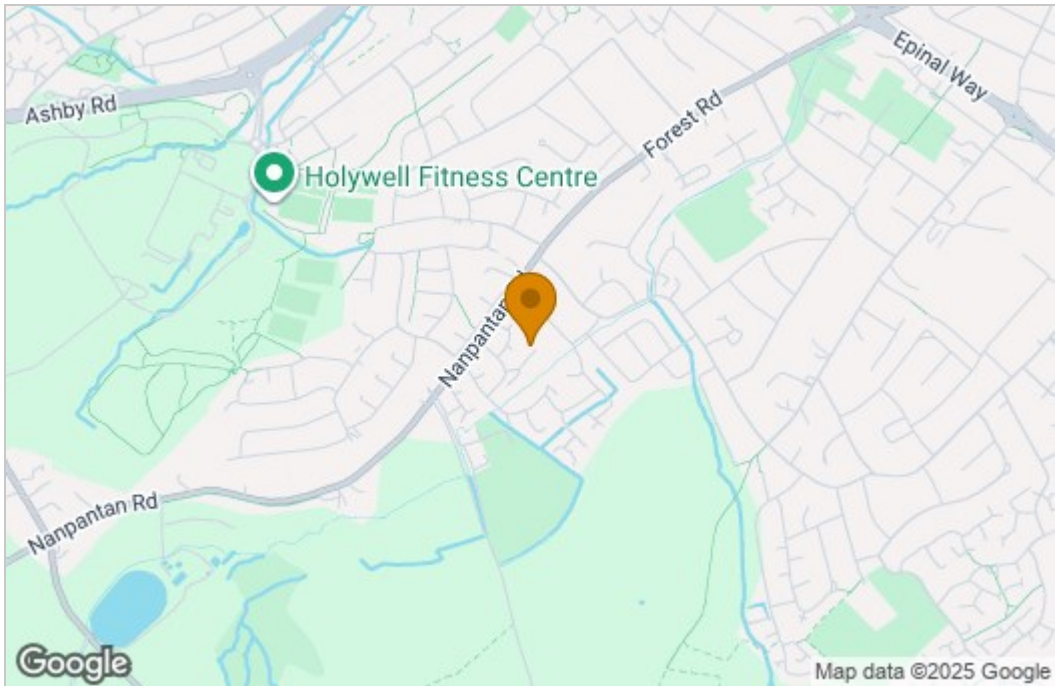 Ashby Rd
Epinal Way
Forest Rd
Holywell Fitness Centre
Nanpantan
Nanpantan Rd
Google
Map data ©2025 Google